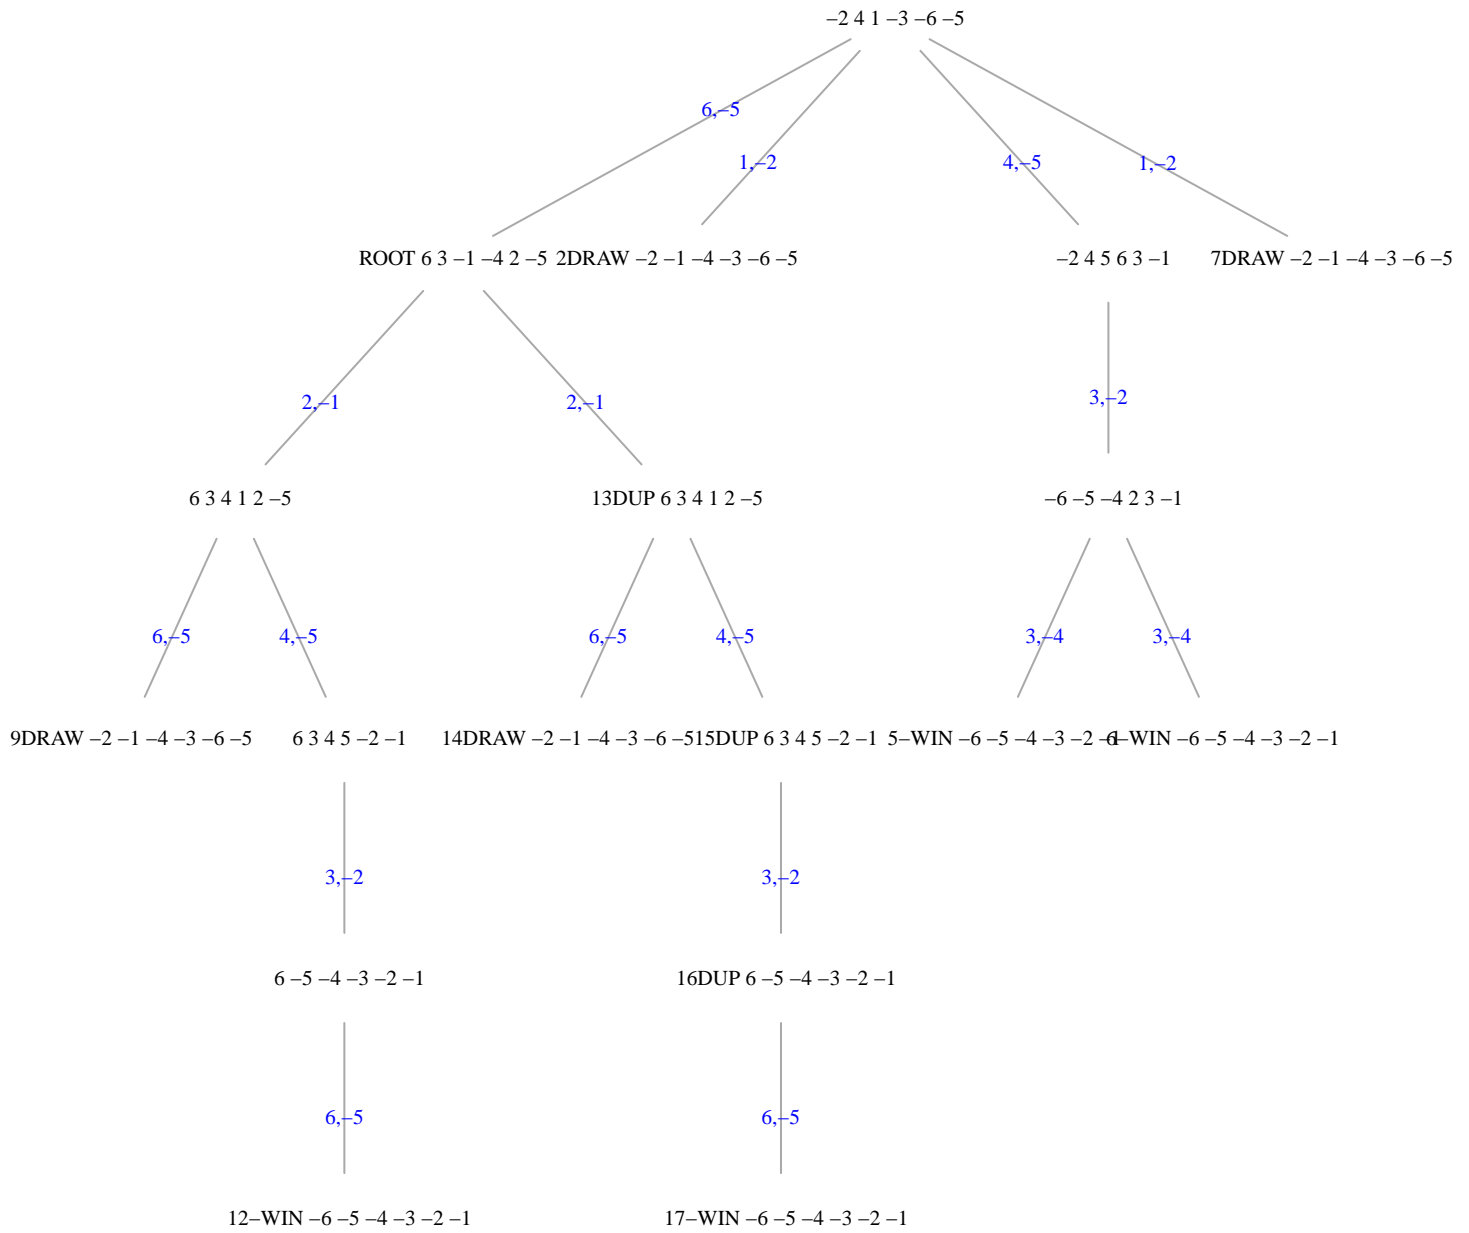 −2 4 1 −3 −6 −5
6,−5
1,−2
4,−5
1,−2
ROOT 6 3 −1 −4 2 −5
2DRAW −2 −1 −4 −3 −6 −5
−2 4 5 6 3 −1
7DRAW −2 −1 −4 −3 −6 −5
2,−1
2,−1
3,−2
6 3 4 1 2 −5
13DUP 6 3 4 1 2 −5
−6 −5 −4 2 3 −1
6,−5
4,−5
6,−5
4,−5
3,−4
3,−4
9DRAW −2 −1 −4 −3 −6 −5
6 3 4 5 −2 −1
14DRAW −2 −1 −4 −3 −6 −5
15DUP 6 3 4 5 −2 −1
5−WIN −6 −5 −4 −3 −2 −1
6−WIN −6 −5 −4 −3 −2 −1
3,−2
3,−2
6 −5 −4 −3 −2 −1
16DUP 6 −5 −4 −3 −2 −1
6,−5
6,−5
12−WIN −6 −5 −4 −3 −2 −1
17−WIN −6 −5 −4 −3 −2 −1